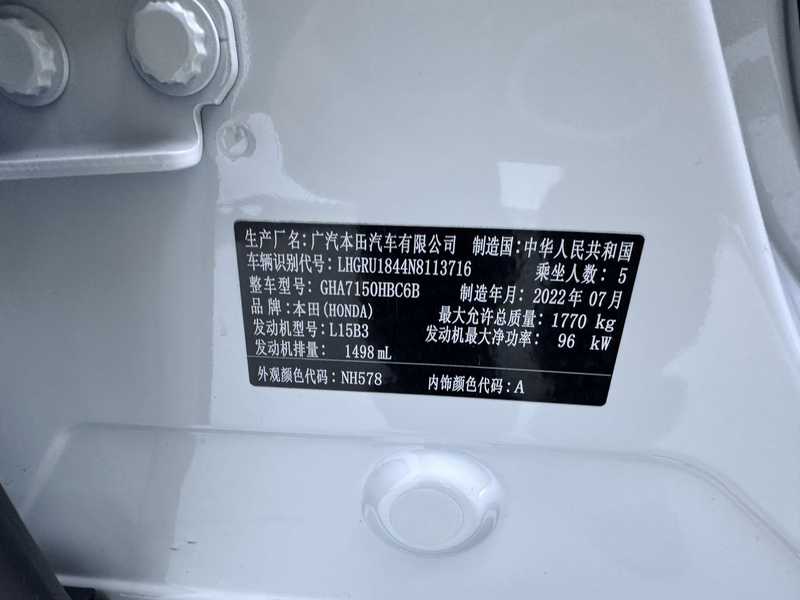 生产厂名：广汽本田汽车有限公司 制造国：中华人民共和国
车辆识别代号：LHGRU1844N8113716 乘坐人数：5
整车型号：GHA7150HBC6B 制造年月：2022年07月
品牌：本田(HONDA) 最大允许总质量：1770 kg
发动机型号：L15B3 发动机最大净功率：96 kW
发动机排量：1498 mL
外观颜色代码：NH578 内饰颜色代码：A